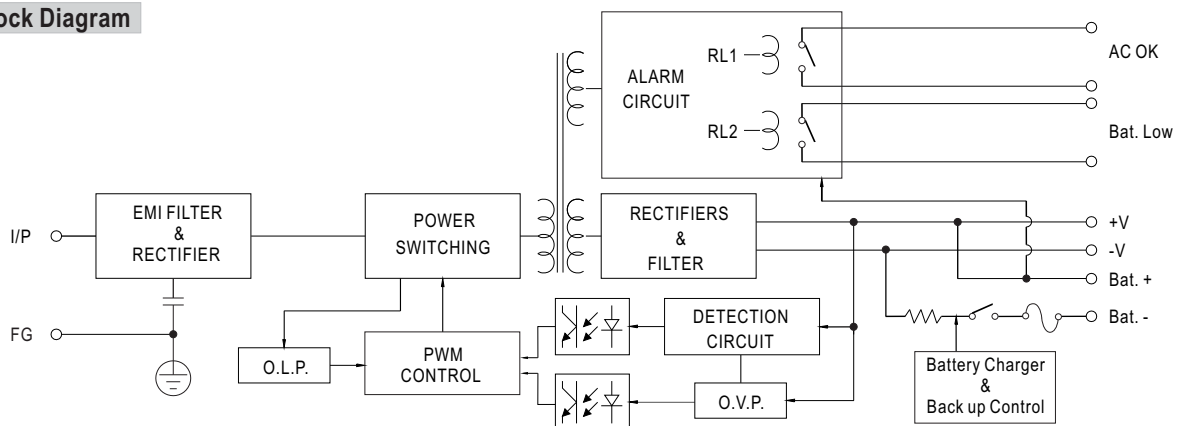 ock Diagram
RL1
AC OK
ALARM
CIRCUIT
RL2
Bat. Low
EMI FILTER
&
RECTIFIER
POWER
SWITCHING
RECTIFIERS
&
FILTER
I/P
+V
-V
Bat. +
Bat. -
FG
DETECTION
CIRCUIT
O.L.P.
PWM
CONTROL
O.V.P.
Battery Charger
&
Back up Control